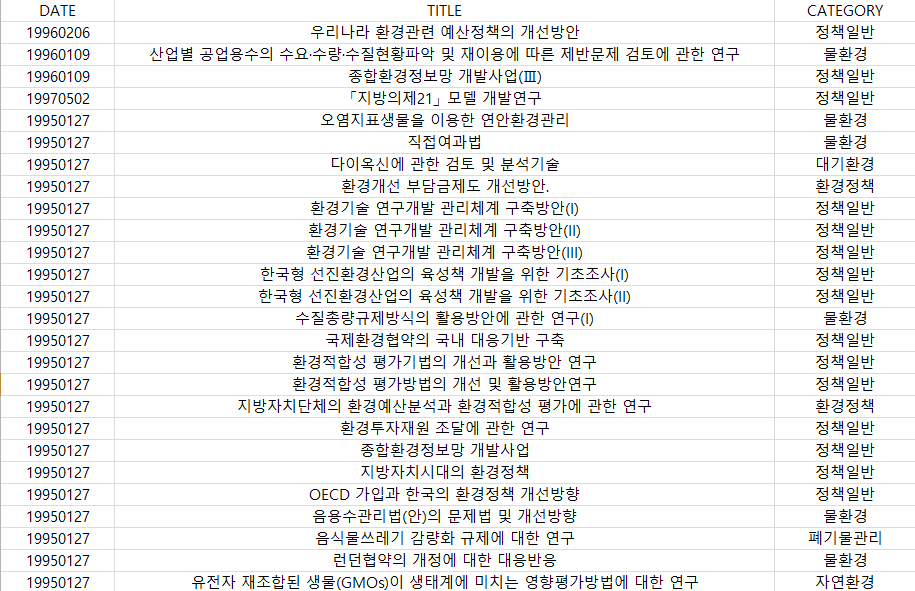 DATE TITLE CATEGORY
19960206 우리나라 환경관련 예산정책의 개선방안 정책일반
19960109 산업별 공업용수의 수요·수량·수질현황파악 및 재이용에 따른 제반문제 검토에 관한 연구 물환경
19960109 종합환경정보망 개발사업(Ⅲ) 정책일반
19970502 「지방의제21」 모델 개발연구 정책일반
19950127 오염지표생물을 이용한 연안환경관리 물환경
19950127 직접여과법 물환경
19950127 다이옥신에 관한 검토 및 분석기술 대기환경
19950127 환경개선 부담금제도 개선방안. 환경정책
19950127 환경기술 연구개발 관리체계 구축방안(I) 정책일반
19950127 환경기술 연구개발 관리체계 구축방안(II) 정책일반
19950127 환경기술 연구개발 관리체계 구축방안(III) 정책일반
19950127 한국형 선진환경산업의 육성책 개발을 위한 기초조사(I) 정책일반
19950127 한국형 선진환경산업의 육성책 개발을 위한 기초조사(II) 정책일반
19950127 수질총량규제방식의 활용방안에 관한 연구(I) 물환경
19950127 국제환경협약의 국내 대응기반 구축 정책일반
19950127 환경적합성 평가기법의 개선과 활용방안 연구 정책일반
19950127 환경적합성 평가방법의 개선 및 활용방안연구 정책일반
19950127 지방자치단체의 환경예산분석과 환경적합성 평가에 관한 연구 환경정책
19950127 환경투자재원 조달에 관한 연구 정책일반
19950127 종합환경정보망 개발사업 정책일반
19950127 지방자치시대의 환경정책 정책일반
19950127 OECD 가입과 한국의 환경정책 개선방향 정책일반
19950127 음용수관리법(안)의 문제법 및 개선방향 물환경
19950127 음식물쓰레기 감량화 규제에 대한 연구 폐기물관리
19950127 런던협약의 개정에 대한 대응반응 물환경
19950127 유전자 재조합된 생물(GMOs)이 생태계에 미치는 영향평가방법에 대한 연구 자연환경